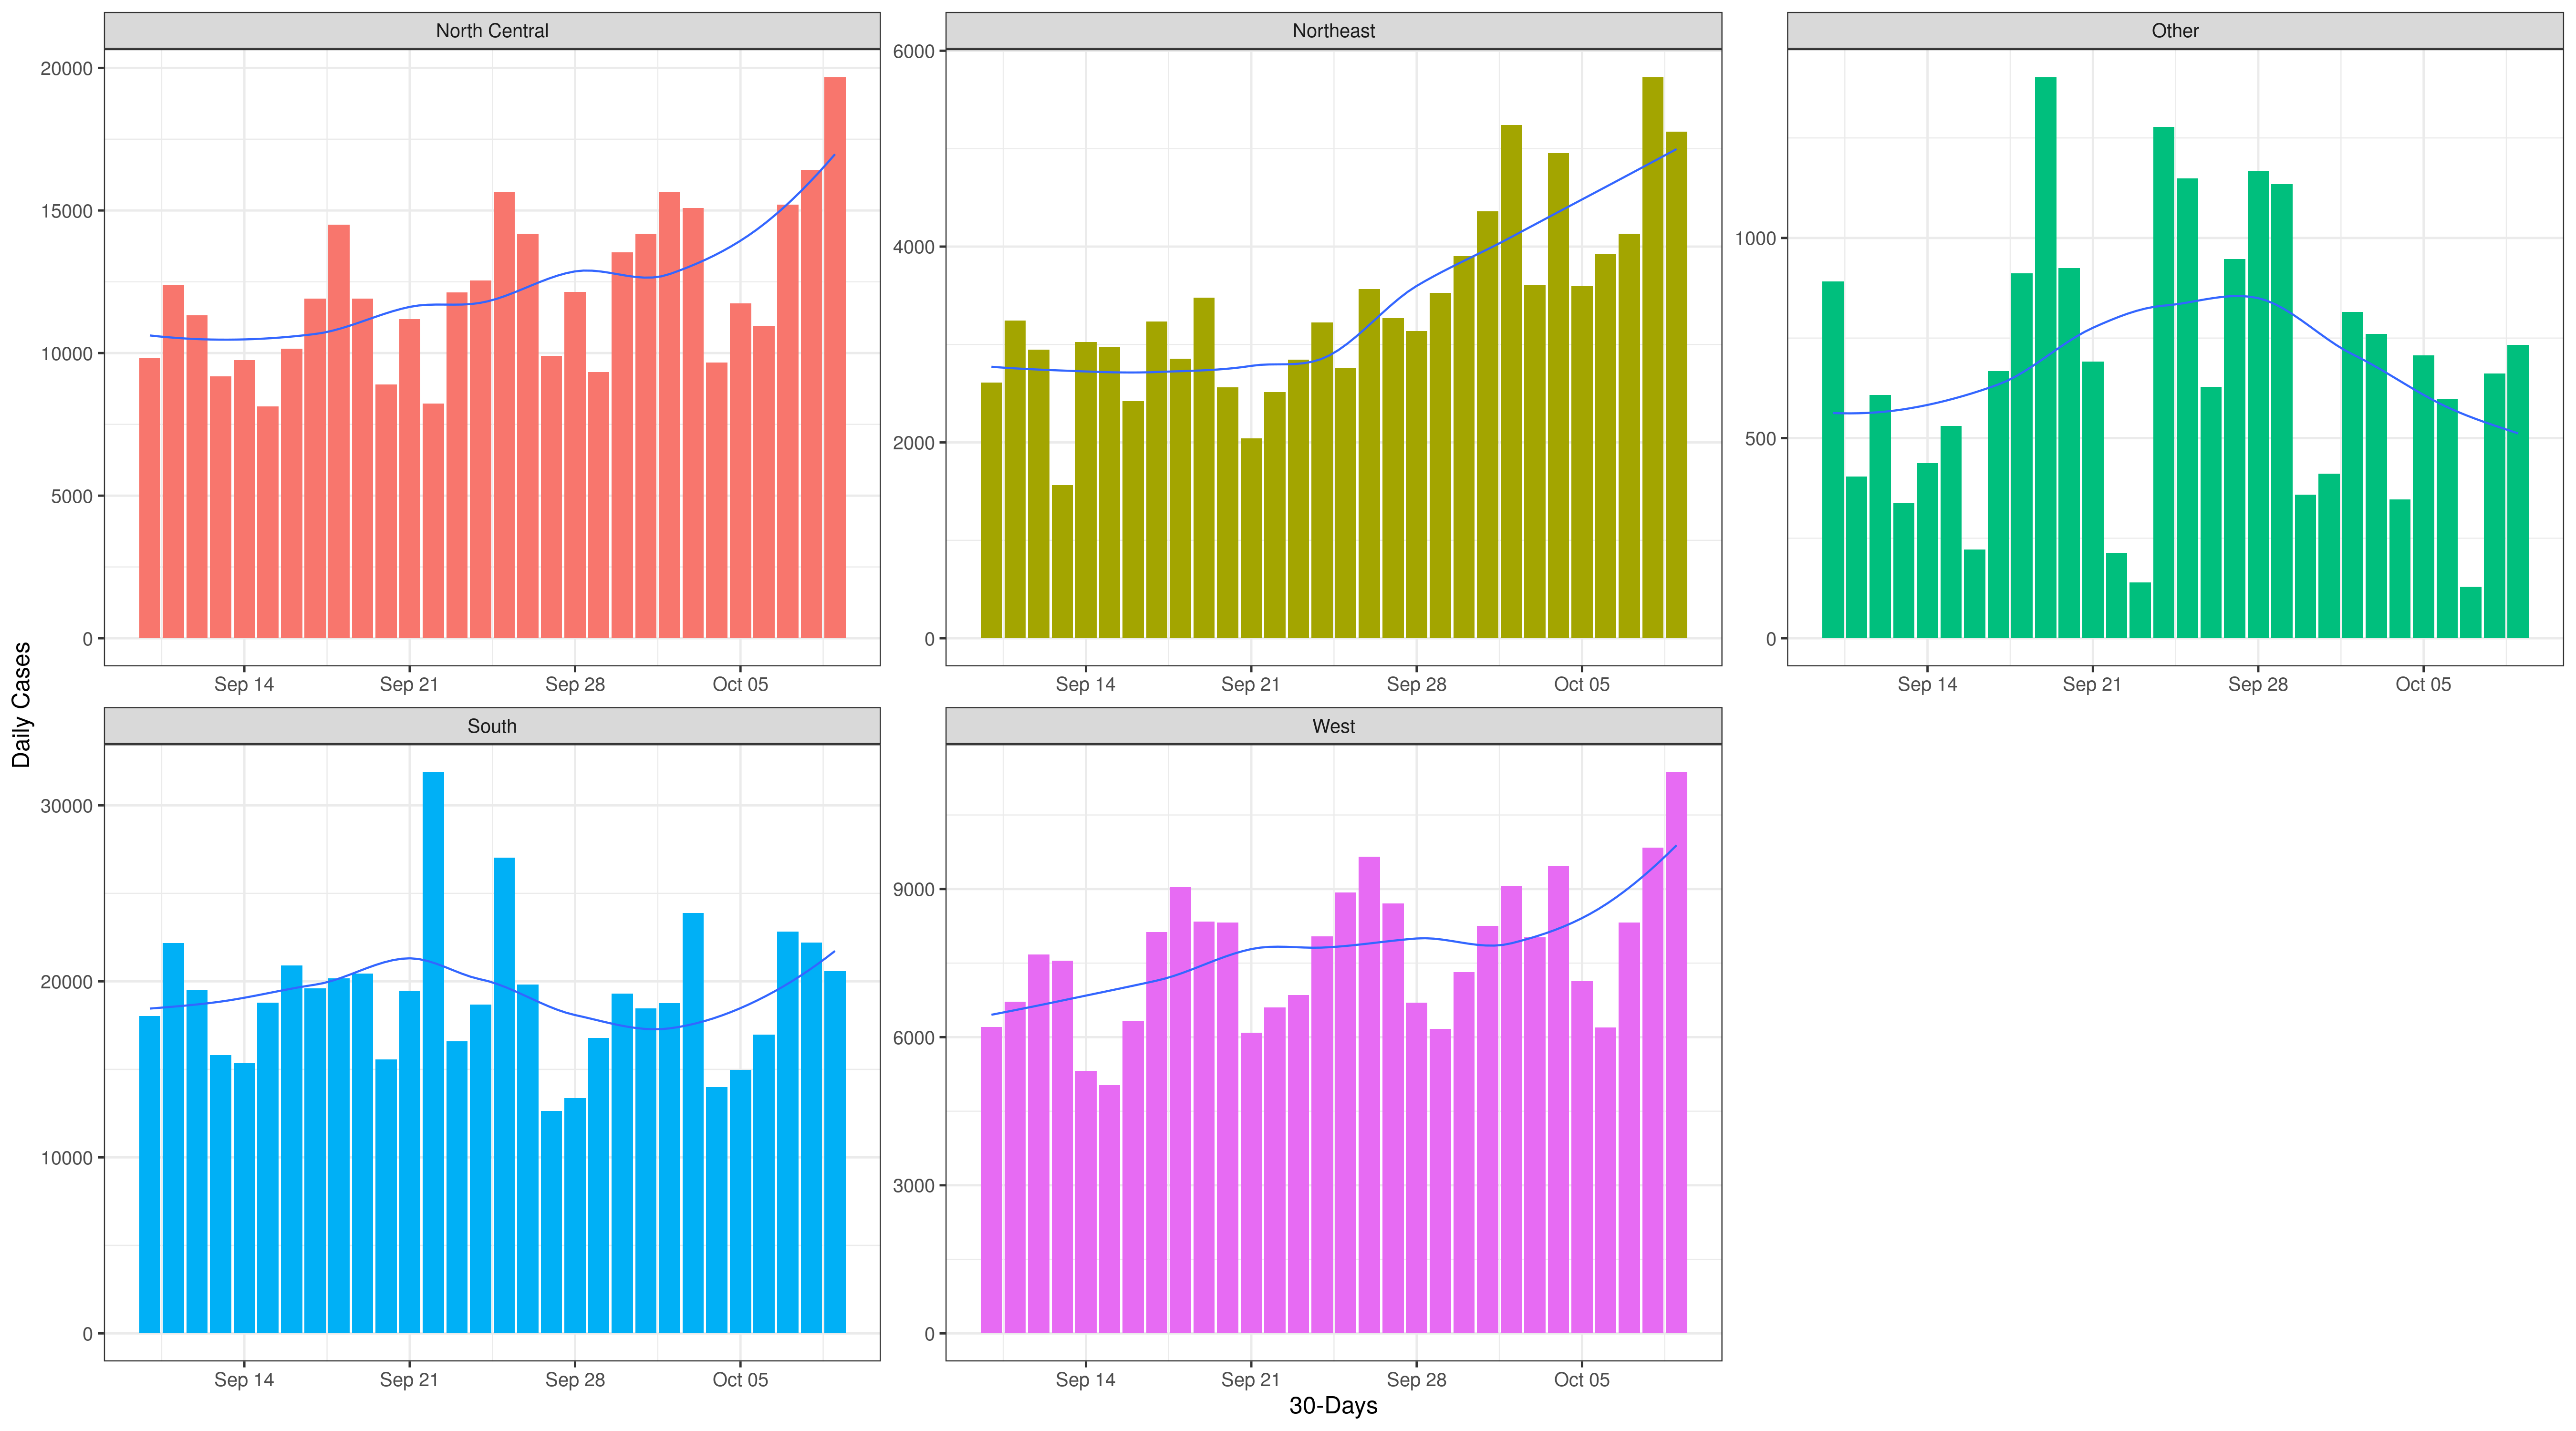 North Central
20000
15000
10000
5000
0
Sep 14 Sep 21 Sep 28 Oct 05
Northeast
6000
4000
2000
0
Sep 14 Sep 21 Sep 28 Oct 05
Other
1000
500
0
Sep 14 Sep 21 Sep 28 Oct 05
Daily Cases
South
30000
20000
10000
0
Sep 14 Sep 21 Sep 28 Oct 05
West
9000
6000
3000
0
Sep 14 Sep 21 Sep 28 Oct 05
30-Days